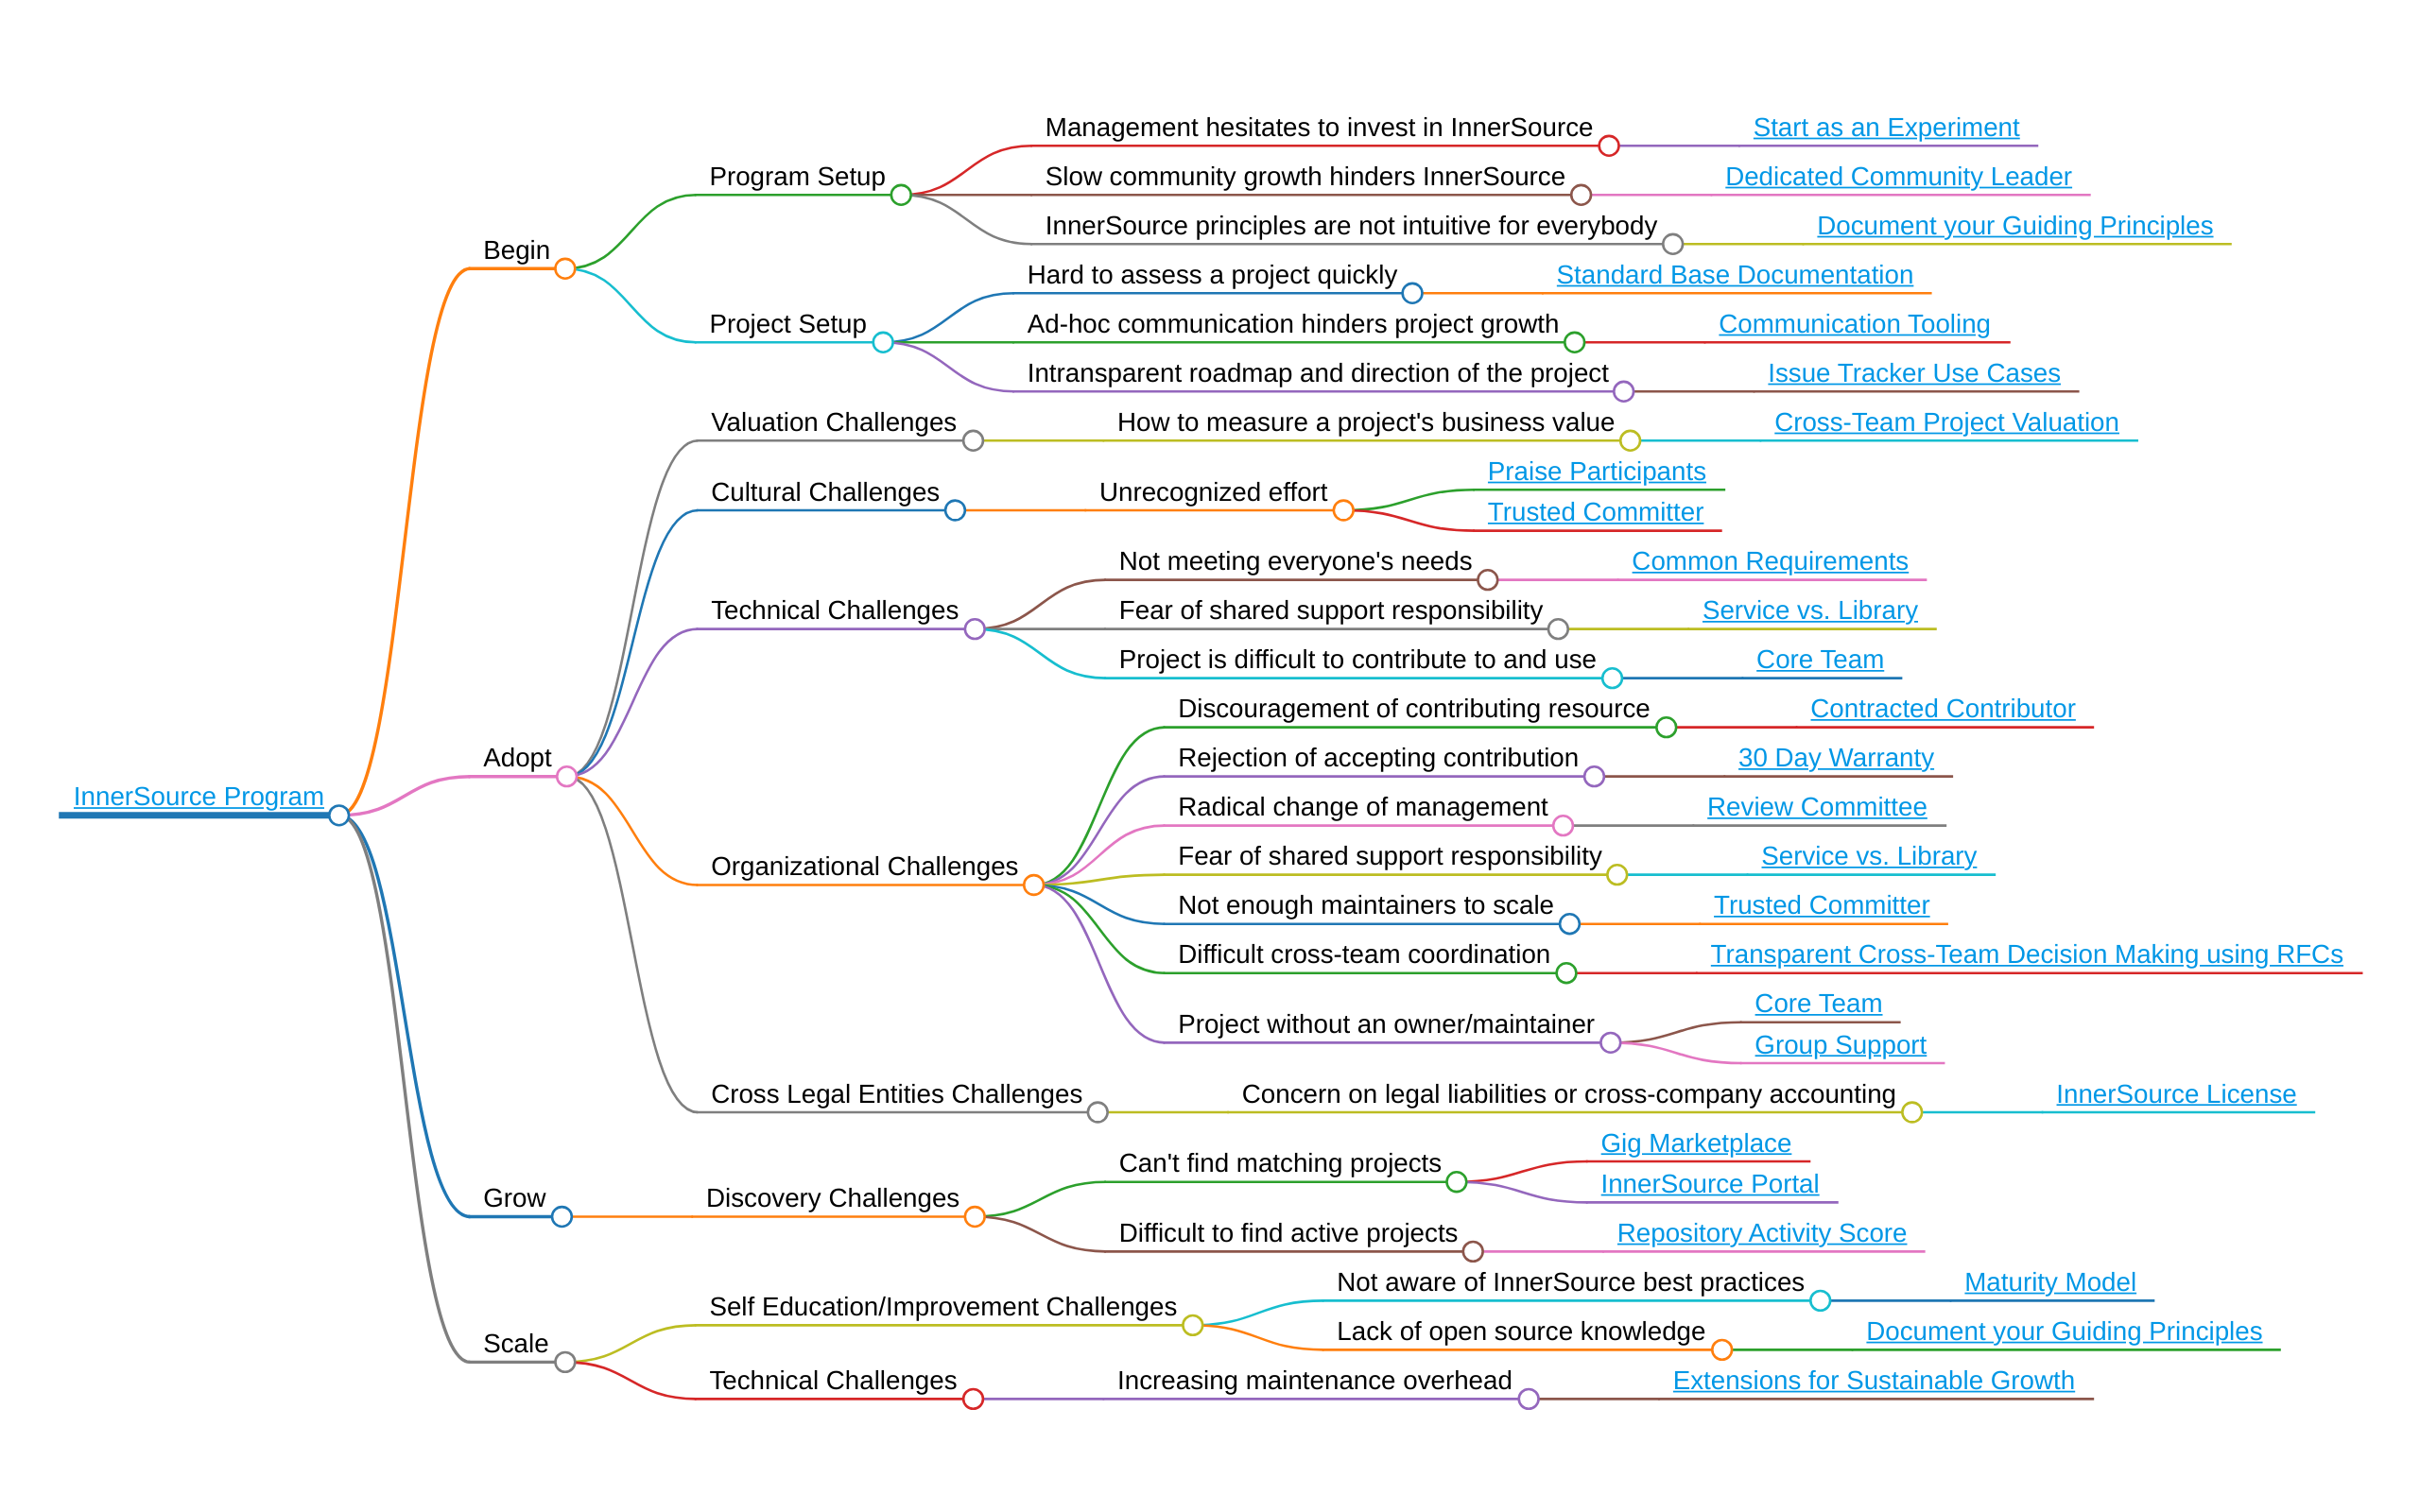 InnerSource Program
Begin
Program Setup
Management hesitates to invest in InnerSource
Start as an Experiment
Slow community growth hinders InnerSource
Dedicated Community Leader
InnerSource principles are not intuitive for everybody
Document your Guiding Principles
Project Setup
Hard to assess a project quickly
Standard Base Documentation
Ad-hoc communication hinders project growth
Communication Tooling
Intransparent roadmap and direction of the project
Issue Tracker Use Cases
Adopt
Valuation Challenges
How to measure a project's business value
Cross-Team Project Valuation
Cultural Challenges
Unrecognized effort
Praise Participants
Trusted Committer
Technical Challenges
Not meeting everyone's needs
Common Requirements
Fear of shared support responsibility
Service vs. Library
Project is difficult to contribute to and use
Core Team
Organizational Challenges
Discouragement of contributing resource
Contracted Contributor
Rejection of accepting contribution
30 Day Warranty
Radical change of management
Review Committee
Fear of shared support responsibility
Service vs. Library
Not enough maintainers to scale
Trusted Committer
Difficult cross-team coordination
Transparent Cross-Team Decision Making using RFCs
Project without an owner/maintainer
Core Team
Group Support
Cross Legal Entities Challenges
Concern on legal liabilities or cross-company accounting
InnerSource License
Grow
Discovery Challenges
Can't find matching projects
Gig Marketplace
InnerSource Portal
Difficult to find active projects
Repository Activity Score
Scale
Self Education/Improvement Challenges
Not aware of InnerSource best practices
Maturity Model
Lack of open source knowledge
Document your Guiding Principles
Technical Challenges
Increasing maintenance overhead
Extensions for Sustainable Growth